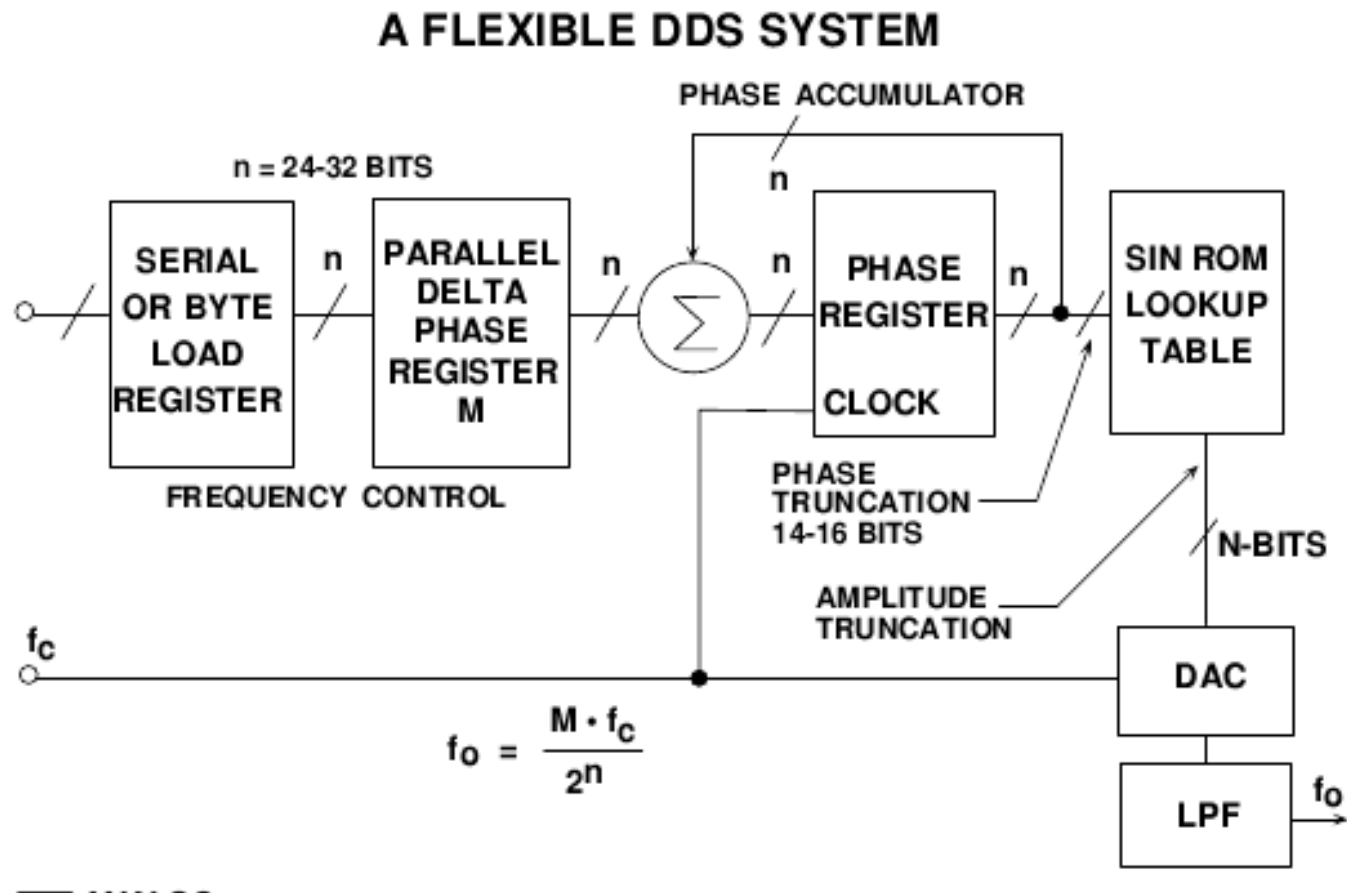 A FLEXIBLE DDS SYSTEM
PHASE ACCUMULATOR
n = 24-32 BITS
n
SERIAL
OR BYTE
LOAD
REGISTER
n
PARALLEL
DELTA
PHASE
REGISTER
M
n
Σ
n
PHASE
REGISTER
CLOCK
n
SIN ROM
LOOKUP
TABLE
FREQUENCY CONTROL
PHASE
TRUNCATION
14-16 BITS
N-BITS
AMPLITUDE
TRUNCATION
fc
DAC
fo = M • fc
2n
LPF
fo